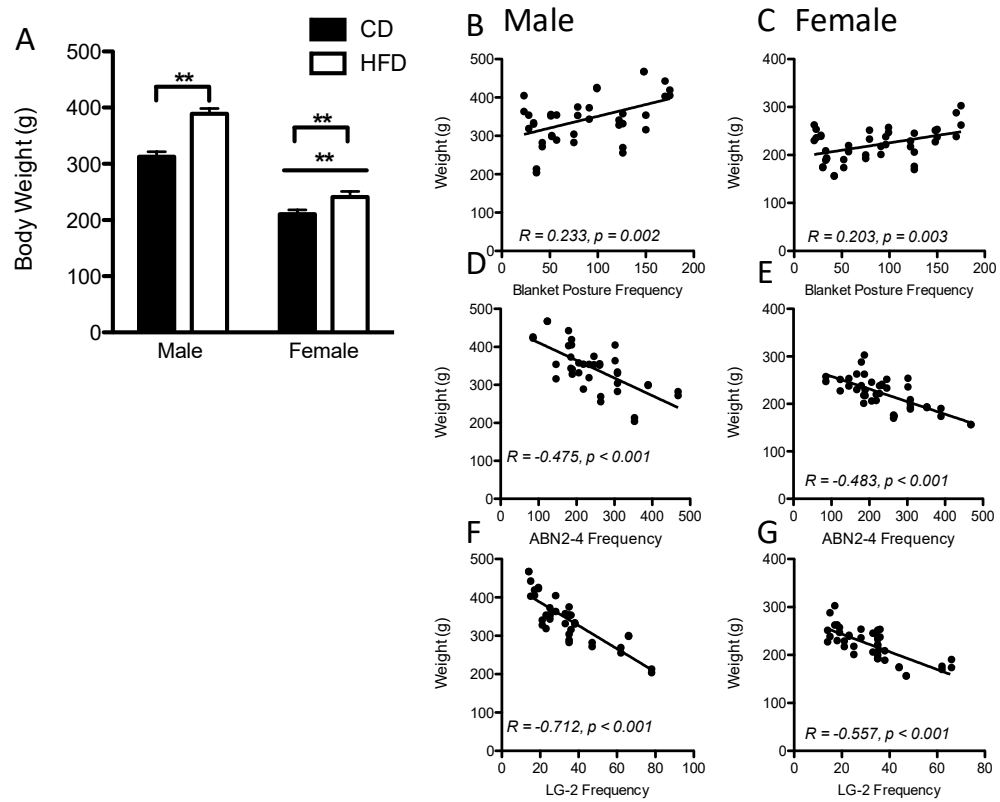 A
CD
HFD
Body Weight (g)
500
400
300
200
100
0
**
**
**
Male
Female
B Male
Weight (g)
500
400
300
200
100
0
R = 0.233, p = 0.002
0 50 100 150 200
Blanket Posture Frequency
C Female
Weight (g)
400
300
200
100
0
R = 0.203, p = 0.003
0 50 100 150 200
Blanket Posture Frequency
D
Weight (g)
500
400
300
200
100
0
R = -0.475, p < 0.001
0 100 200 300 400 500
ABN2-4 Frequency
E
Weight (g)
400
300
200
100
0
R = -0.483, p < 0.001
0 100 200 300 400 500
ABN2-4 Frequency
F
Weight (g)
500
400
300
200
100
0
R = -0.712, p < 0.001
0 20 40 60 80 100
LG-2 Frequency
G
Weight (g)
400
300
200
100
0
R = -0.557, p < 0.001
0 20 40 60 80
LG-2 Frequency